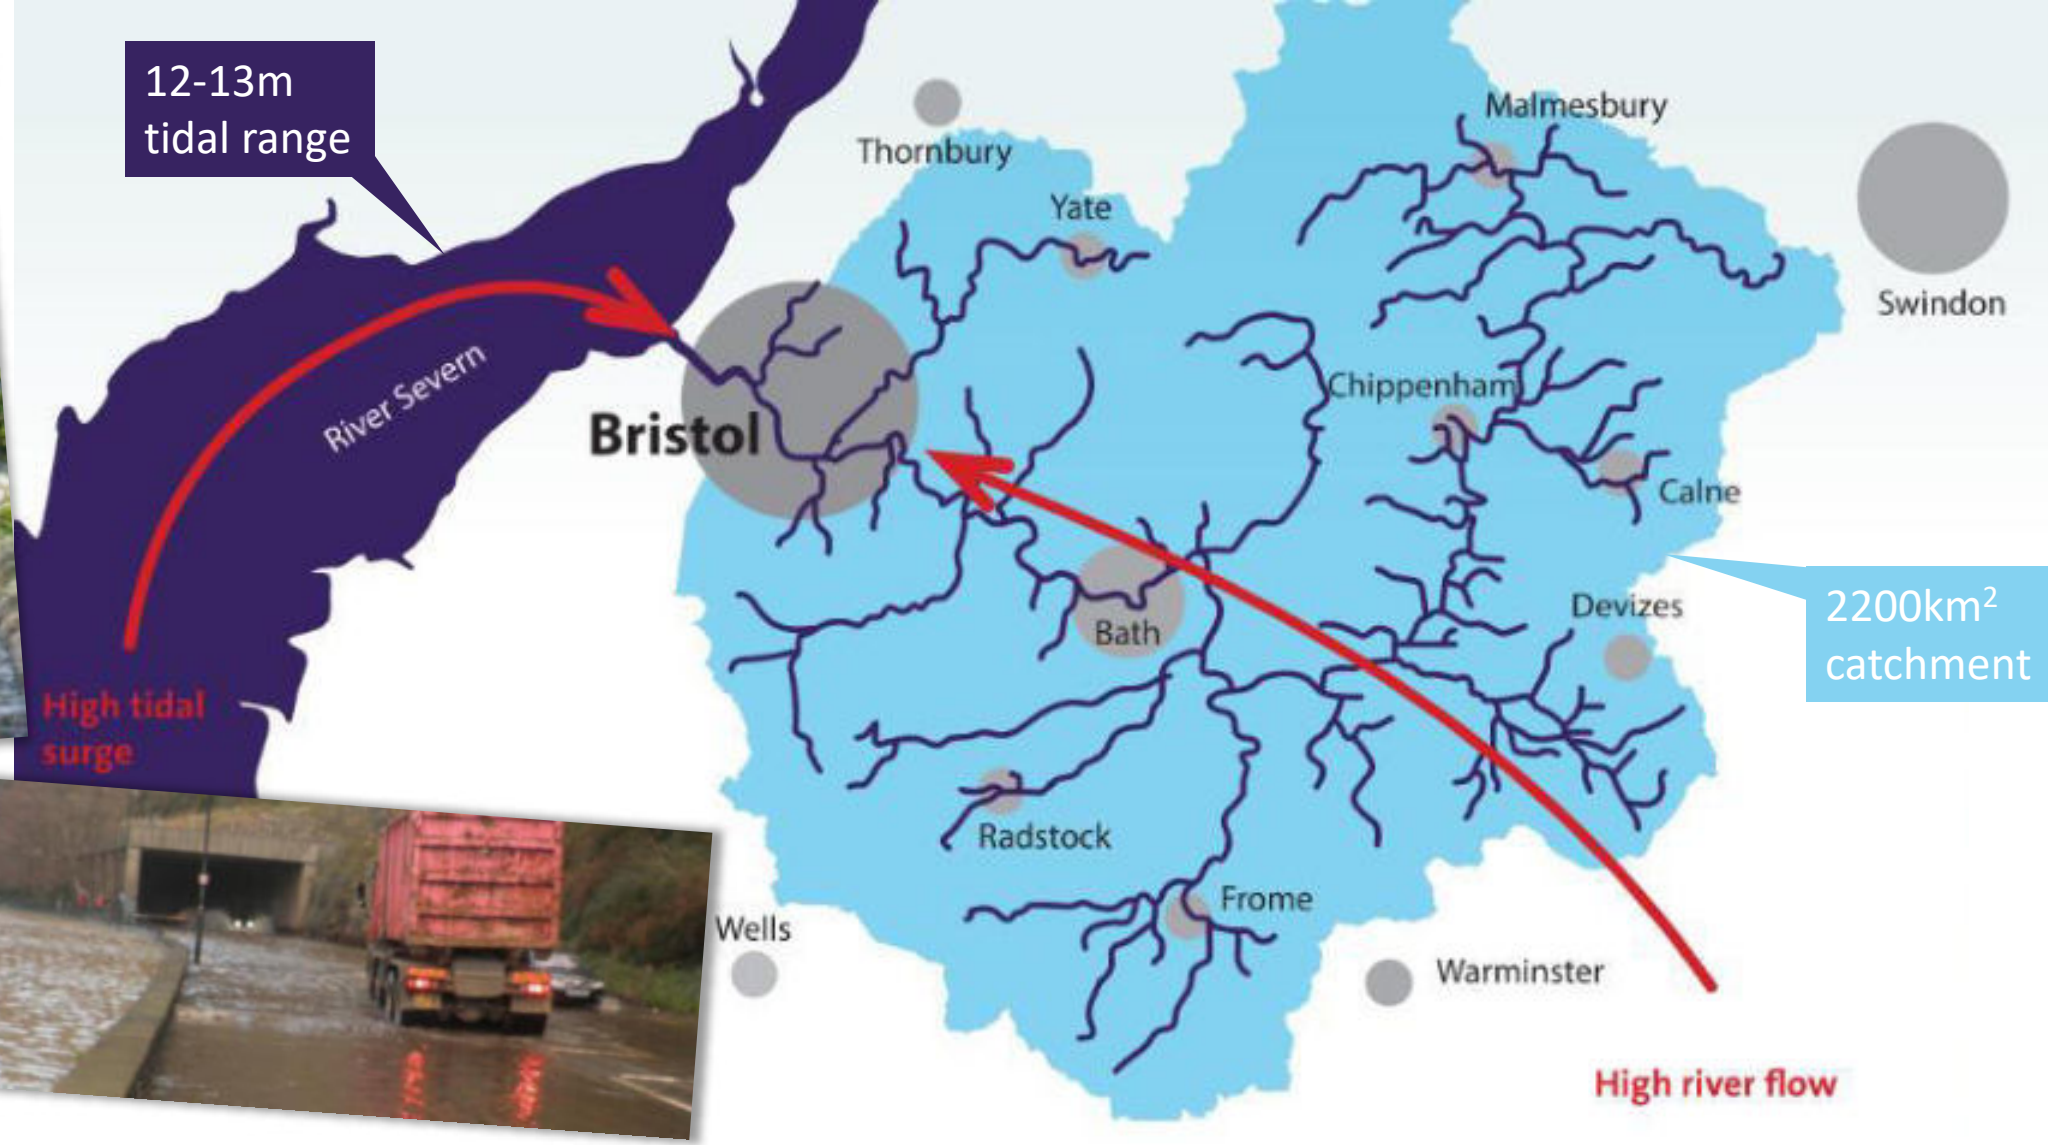 12-13m
tidal range
Thornbury
Yate
Malmesbury
Swindon
River Severn
Bristol
Chippenham
Calne
Devizes
2200km²
catchment
Bath
High tidal
surge
Radstock
Frome
Wells
Warminster
High river flow